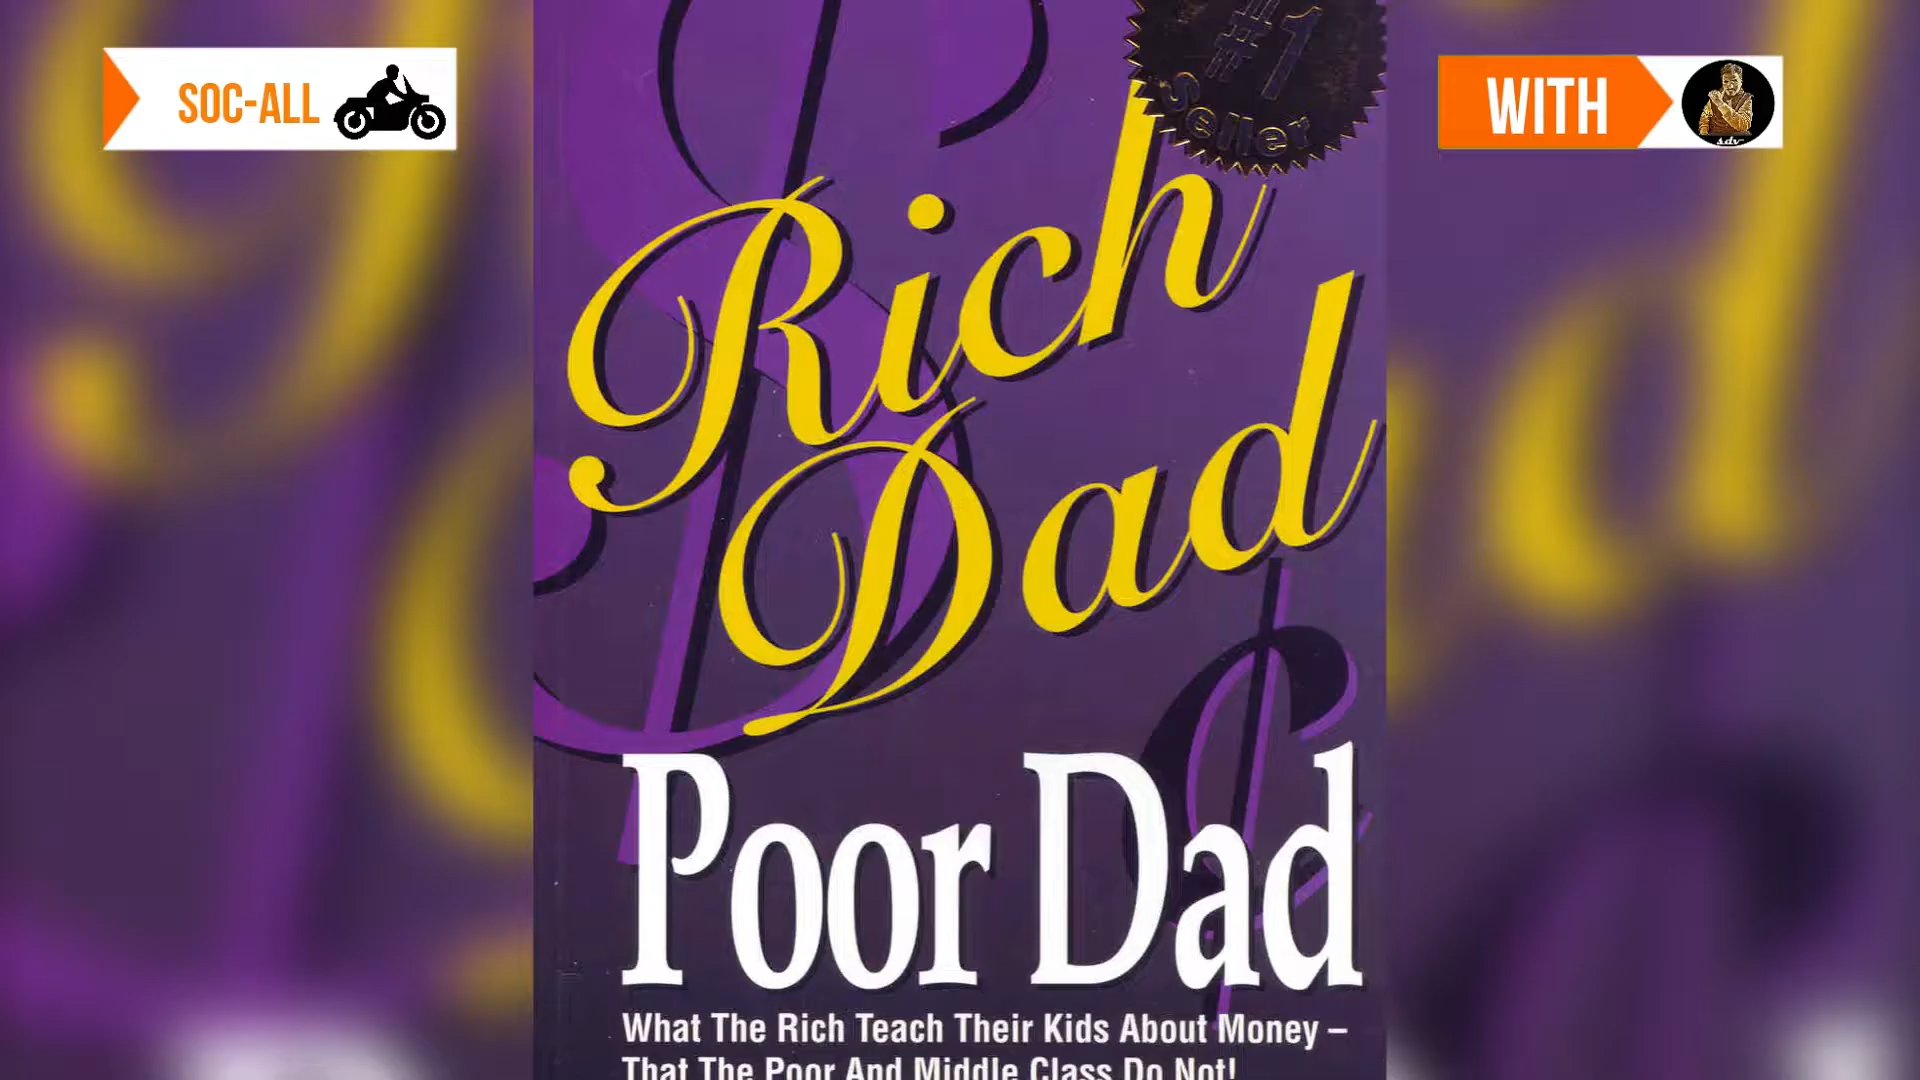 SOC-ALL
WITH
sdv
#1
Seller
Rich
Dad
Poor Dad
What The Rich Teach Their Kids About Money –
That The Poor And Middle Class Do Not!